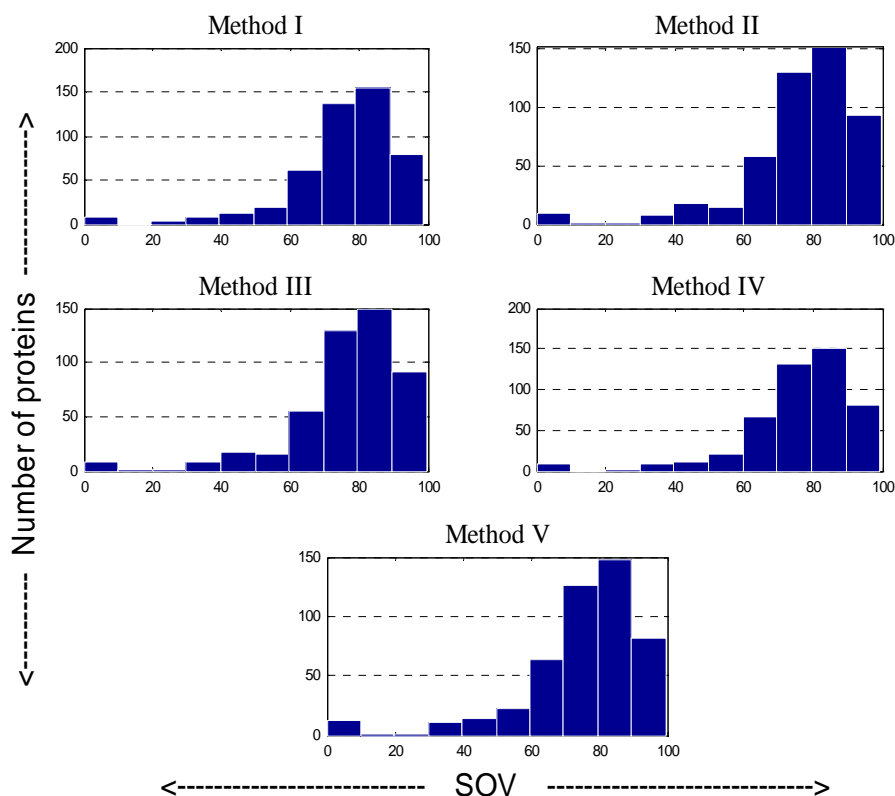 Method I
200
150
100
50
0
0 20 40 60 80 100
Method II
150
100
50
0
0 20 40 60 80 100
Method III
150
100
50
0
0 20 40 60 80 100
Method IV
200
150
100
50
0
0 20 40 60 80 100
Method V
150
100
50
0
0 20 40 60 80 100
<------- Number of proteins ------------->
<------------------------- SOV --------------------------->